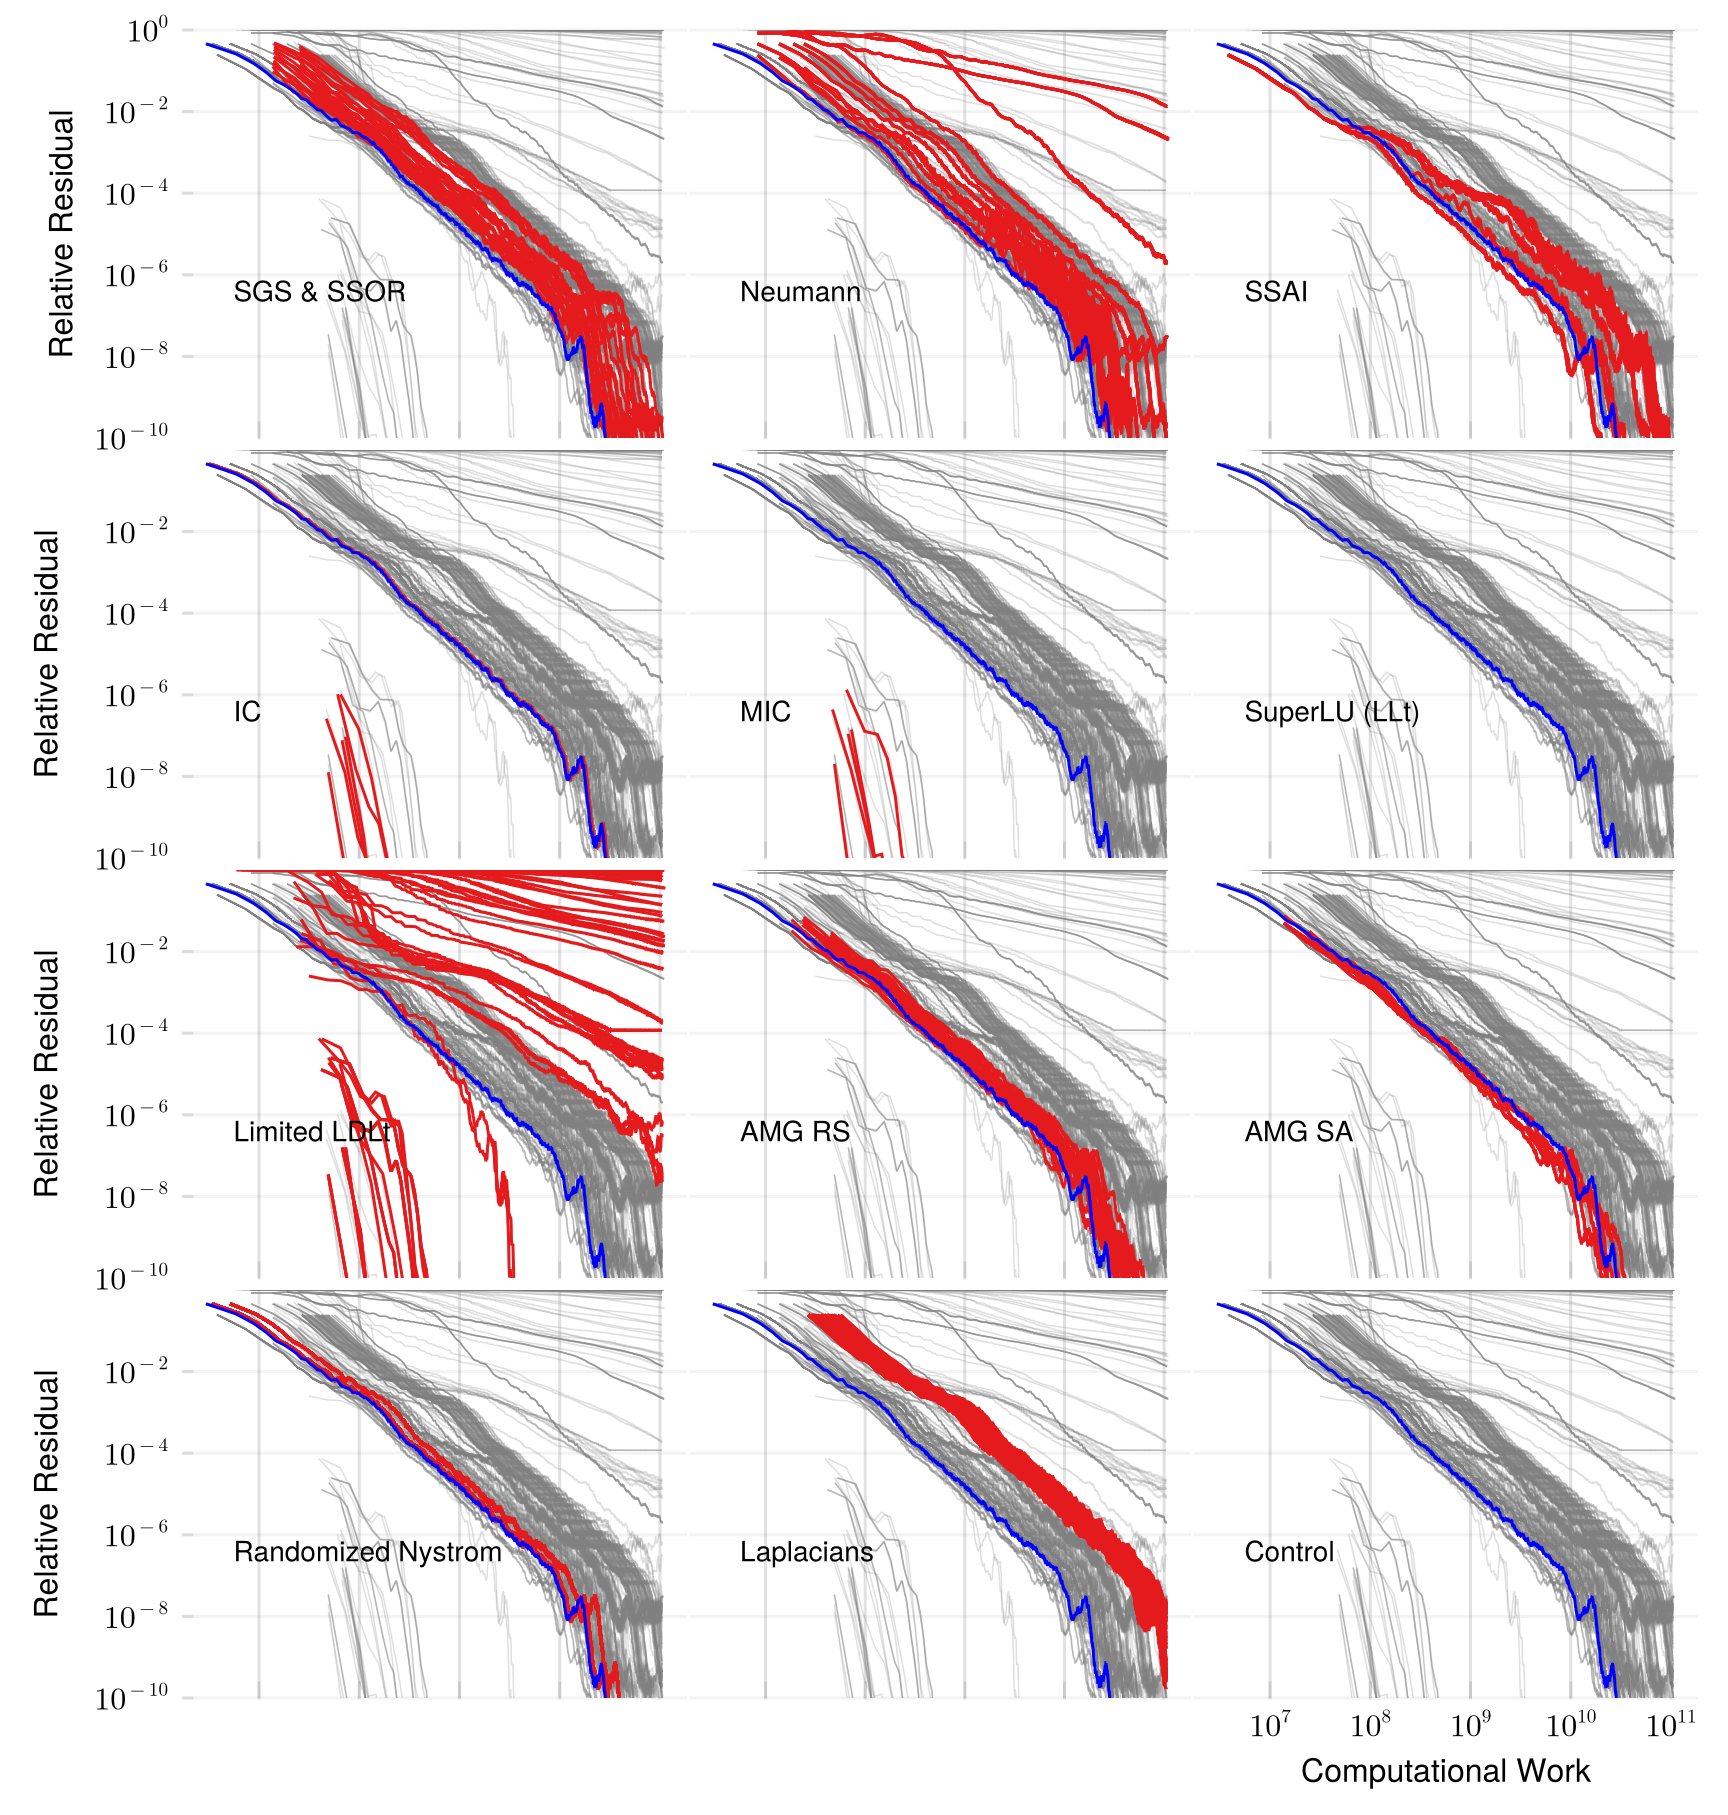 10^0
10^−2
10^−4
10^−6
10^−8
10^−10
Relative Residual
SGS & SSOR
Neumann
SSAI
10^−2
10^−4
10^−6
10^−8
10^−10
Relative Residual
IC
MIC
SuperLU (LLt)
10^−2
10^−4
10^−6
10^−8
10^−10
Relative Residual
Limited LDLt
AMG RS
AMG SA
10^−2
10^−4
10^−6
10^−8
10^−10
Relative Residual
Randomized Nystrom
Laplacians
Control
10^7 10^8 10^9 10^10 10^11
Computational Work